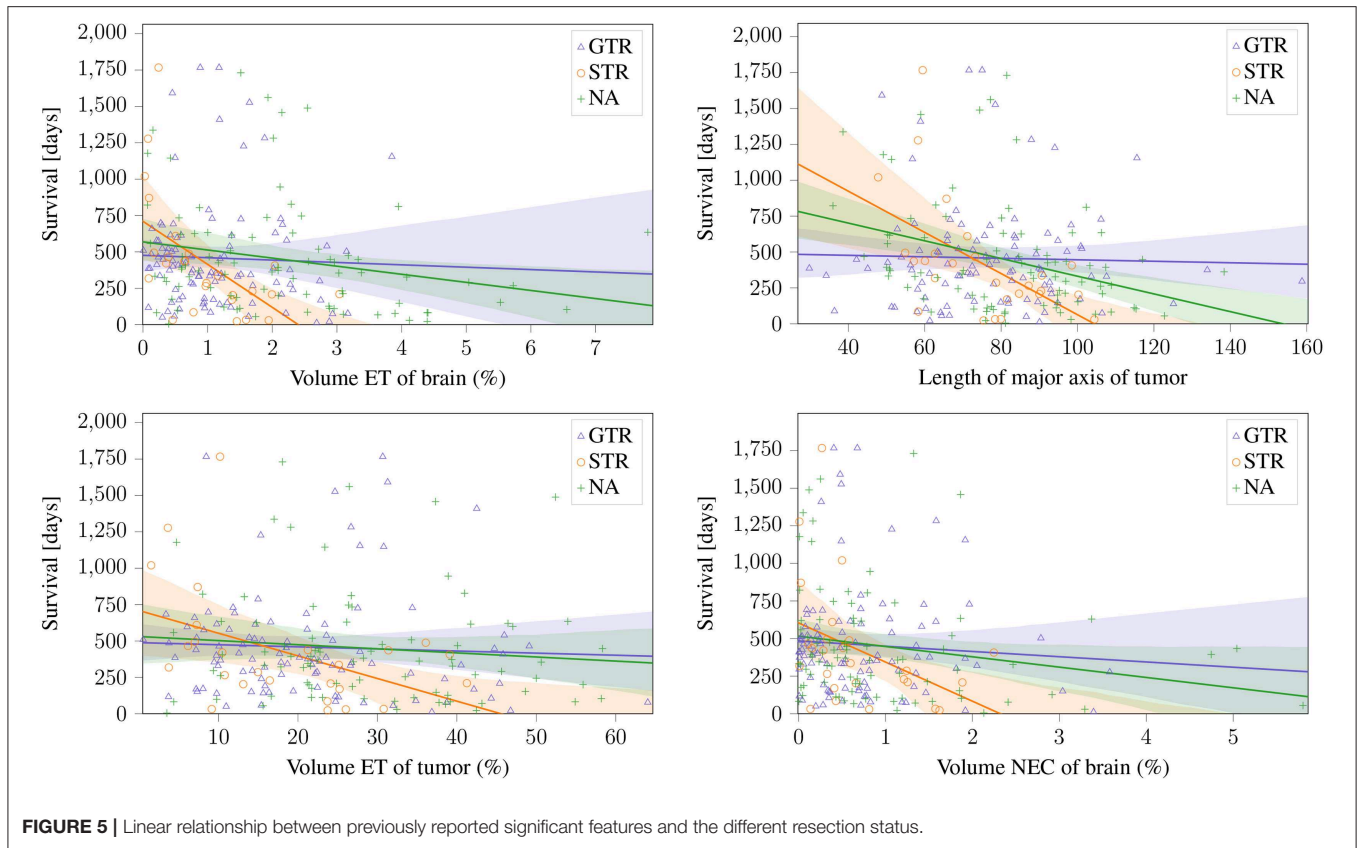 2,000
1,750
1,500
1,250
1,000
750
500
250
0
Survival [days]
GTR
STR
NA
0 1 2 3 4 5 6 7
Volume ET of brain (%)
2,000
1,750
1,500
1,250
1,000
750
500
250
0
Survival [days]
GTR
STR
NA
40 60 80 100 120 140 160
Length of major axis of tumor
2,000
1,750
1,500
1,250
1,000
750
500
250
0
Survival [days]
GTR
STR
NA
10 20 30 40 50 60
Volume ET of tumor (%)
1,750
1,500
1,250
1,000
750
500
250
0
Survival [days]
GTR
STR
NA
0 1 2 3 4 5
Volume NEC of brain (%)
FIGURE 5 | Linear relationship between previously reported significant features and the different resection status.